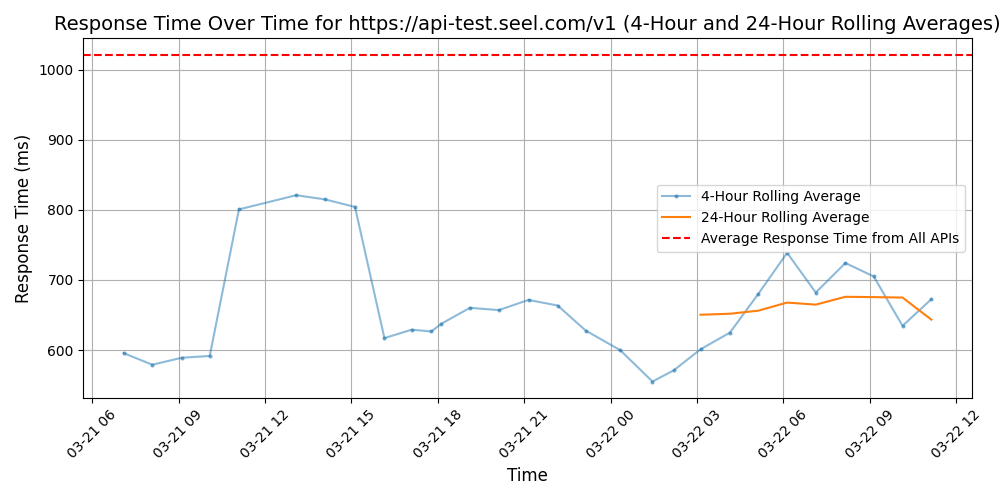 Response Time Over Time for https://api-test.seel.com/v1 (4-Hour and 24-Hour Rolling Averages)
Response Time (ms)
1000
900
800
700
600
4-Hour Rolling Average
24-Hour Rolling Average
Average Response Time from All APIs
03-21 06
03-21 09
03-21 12
03-21 15
03-21 18
03-21 21
03-22 00
03-22 03
03-22 06
03-22 09
03-22 12
Time